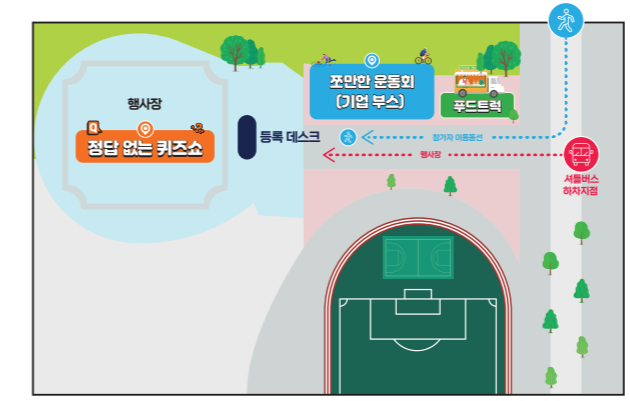 행사장
Q
정답 없는 퀴즈쇼
등록 데스크
쪼만한 운동회
(기업 부스)
푸드트럭
참가자 이동동선
행사장
셔틀버스
하차지점